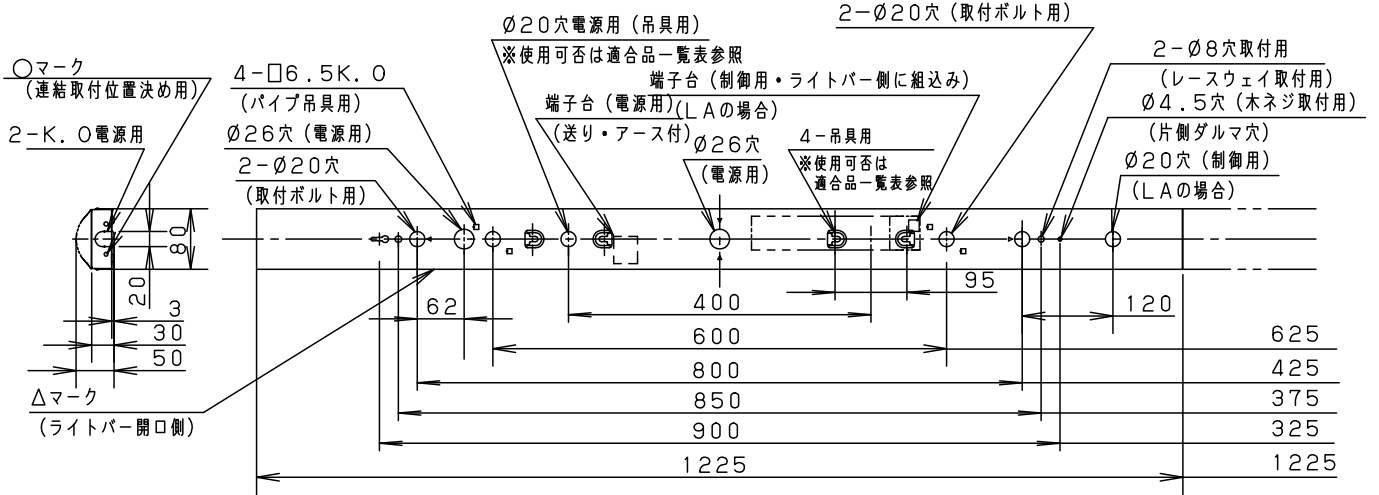 ○マーク
(連結取付位置決め用)
2-K.O電源用
4-□6.5K.O
(パイプ吊具用)
Ø26穴(電源用)
2-Ø20穴
(取付ボルト用)
Ø20穴電源用(吊具用)
※使用可否は適合品一覧表参照
端子台(電源用)
(送り・アース付)
端子台(制御用・ライトバー側に組込み)
(LAの場合)
Ø26穴
(電源用)
4-吊具用
※使用可否は
適合品一覧表参照
2-Ø20穴(取付ボルト用)
2-Ø8穴取付用
(レースウェイ取付用)
Ø4.5穴(木ネジ取付用)
(片側ダルマ穴)
Ø20穴(制御用)
(LAの場合)
80
20
3
30
50
△マーク
(ライトバー開口側)
62
400
95
120
600
625
800
425
850
375
900
325
1225
1225